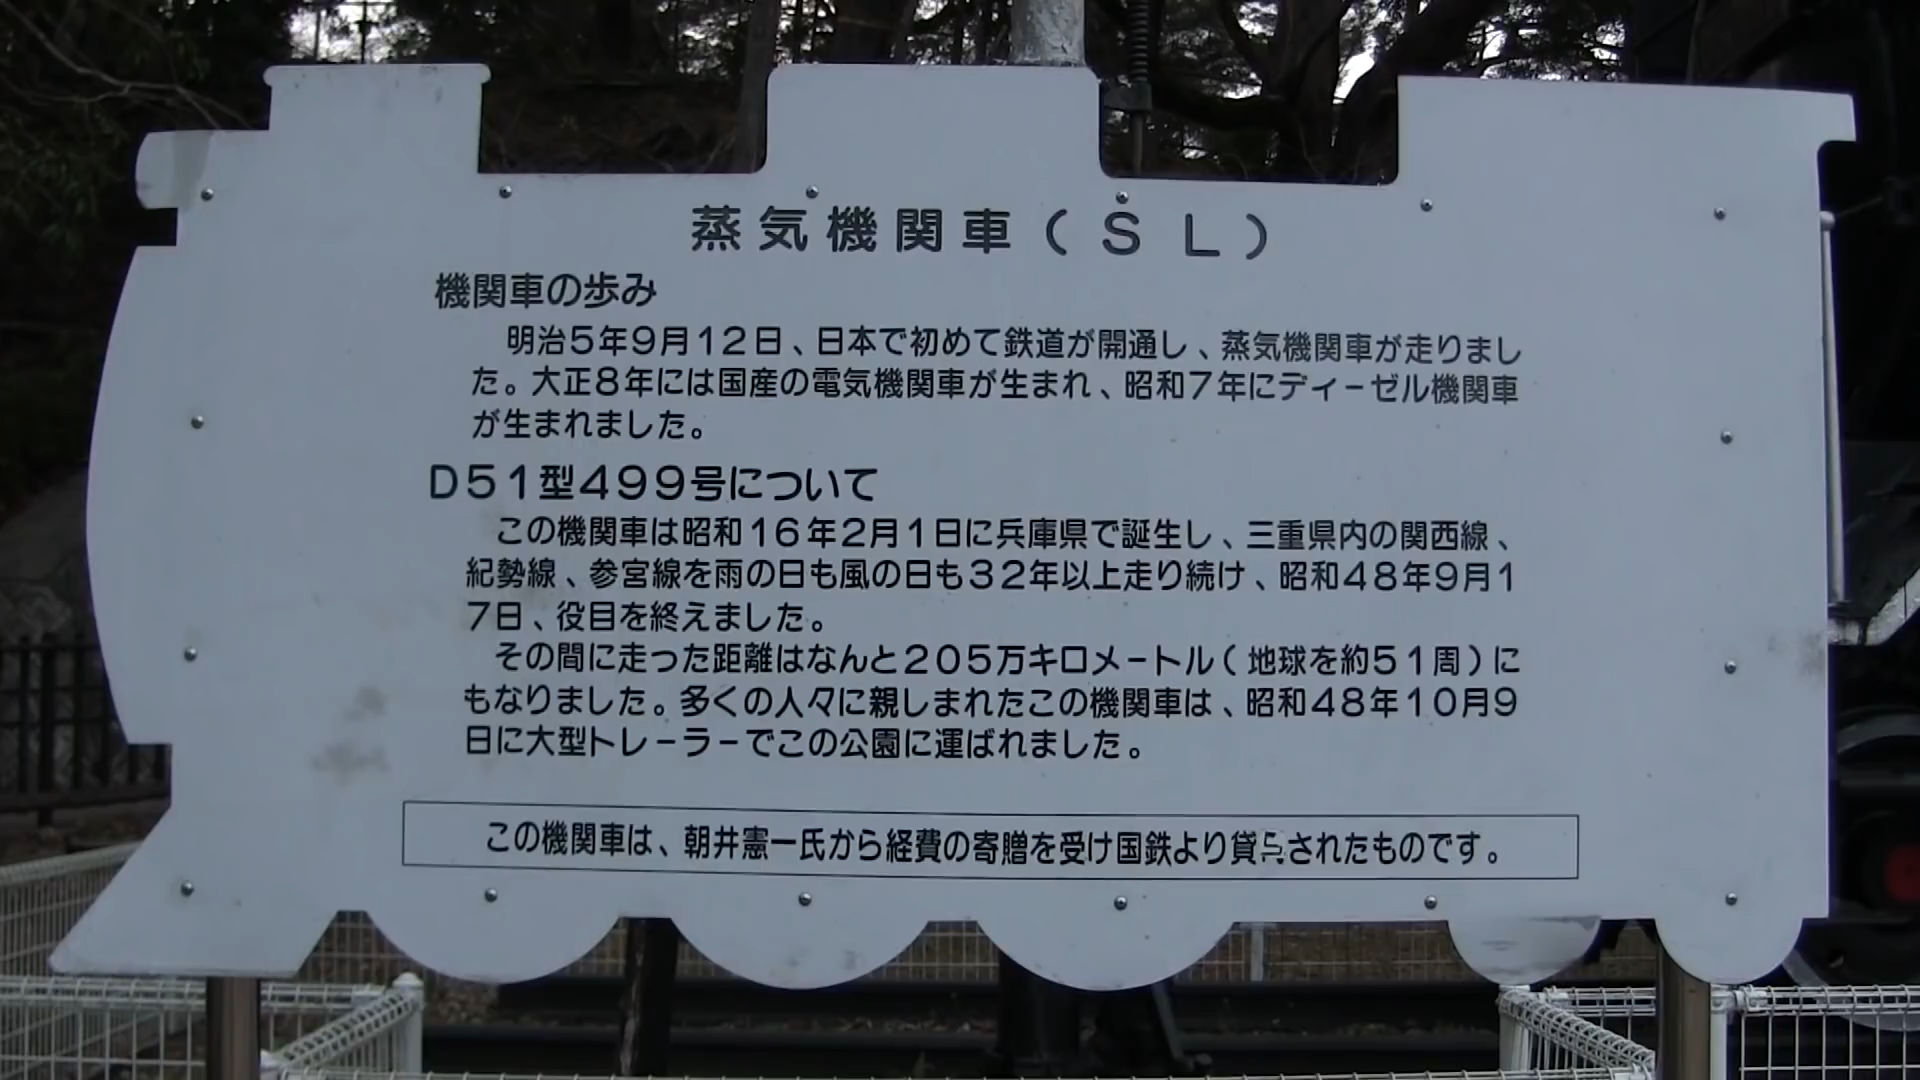 蒸気機関車（ＳＬ）
機関車の歩み
明治５年９月１２日、日本で初めて鉄道が開通し、蒸気機関車が走りまし
た。大正８年には国産の電気機関車が生まれ、昭和７年にディーゼル機関車
が生まれました。
Ｄ５１型４９９号について
この機関車は昭和１６年２月１日に兵庫県で誕生し、三重県内の関西線、
紀勢線、参宮線を雨の日も風の日も３２年以上走り続け、昭和４８年９月１
７日、役目を終えました。
その間に走った距離はなんと２０５万キロメートル（地球を約５１周）に
もなりました。多くの人々に親しまれたこの機関車は、昭和４８年１０月９
日に大型トレーラーでこの公園に運ばれました。
この機関車は、朝井憲一氏から経費の寄贈を受け国鉄より貸与されたものです。